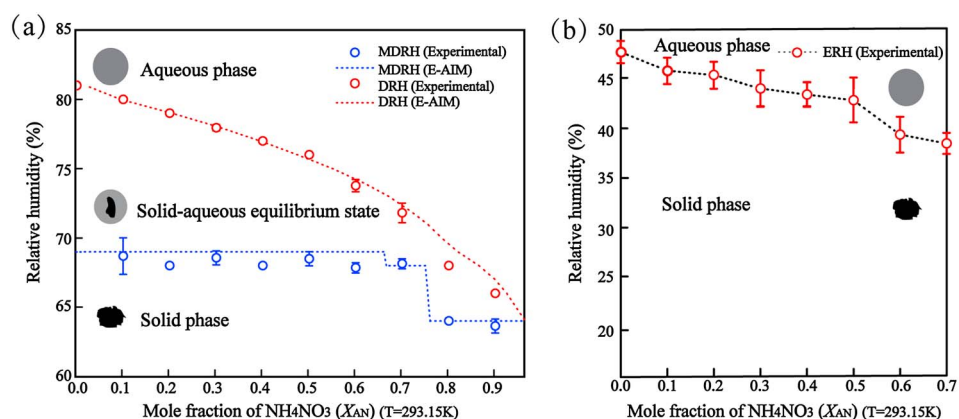 (a)
85
80
75
70
65
60
Relative humidity (%)
Aqueous phase
Solid-aqueous equilibrium state
Solid phase
MDRH (Experimental)
MDRH (E-AIM)
DRH (Experimental)
DRH (E-AIM)
0.0 0.1 0.2 0.3 0.4 0.5 0.6 0.7 0.8 0.9
Mole fraction of NH4NO3 (XAN) (T=293.15K)
(b)
50
45
40
35
30
25
20
Relative humidity (%)
Aqueous phase
ERH (Experimental)
Solid phase
0.0 0.1 0.2 0.3 0.4 0.5 0.6 0.7
Mole fraction of NH4NO3 (XAN) (T=293.15K)